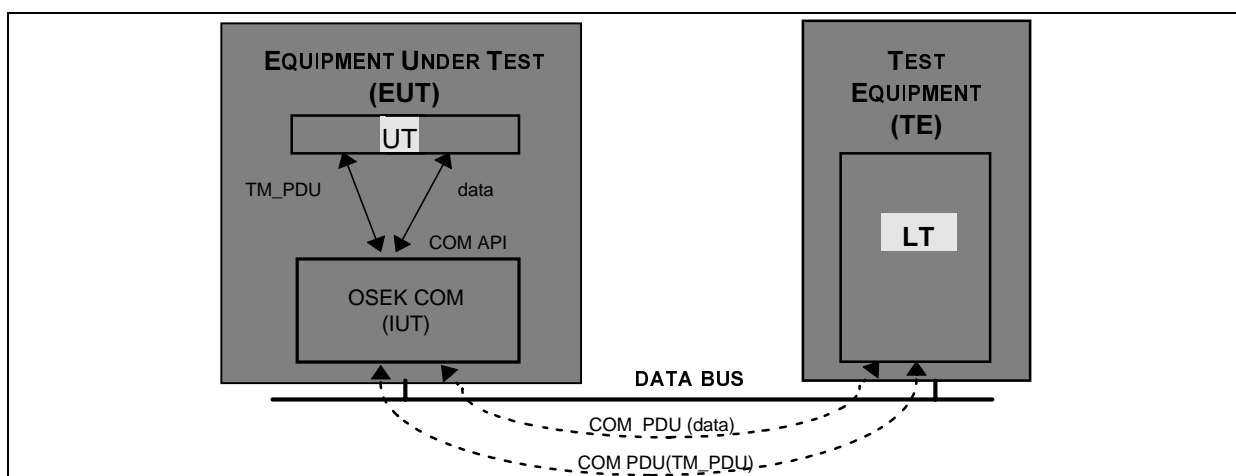 EQUIPMENT UNDER TEST
(EUT)
UT
TM_PDU
data
COM API
OSEK COM
(IUT)
TEST
EQUIPMENT
(TE)
LT
DATA BUS
COM_PDU (data)
COM PDU(TM_PDU)